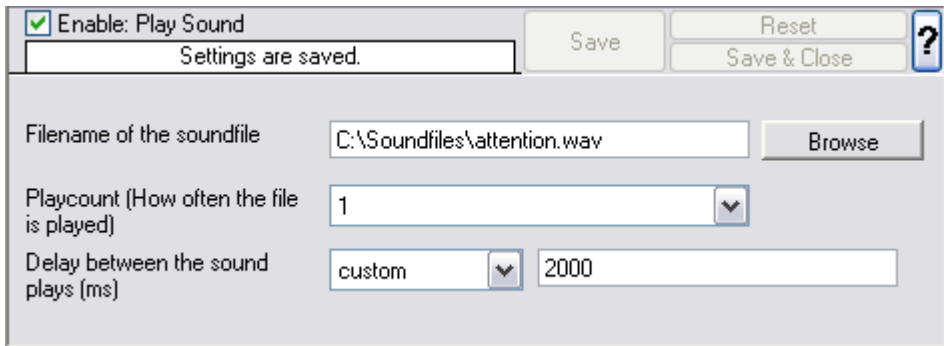 Enable: Play Sound
Settings are saved.
Save
Reset
Save & Close
?
Filename of the soundfile
C:\Soundfiles\attention.wav
Browse
Playcount (How often the file
is played)
1
Delay between the sound
plays (ms)
custom
2000